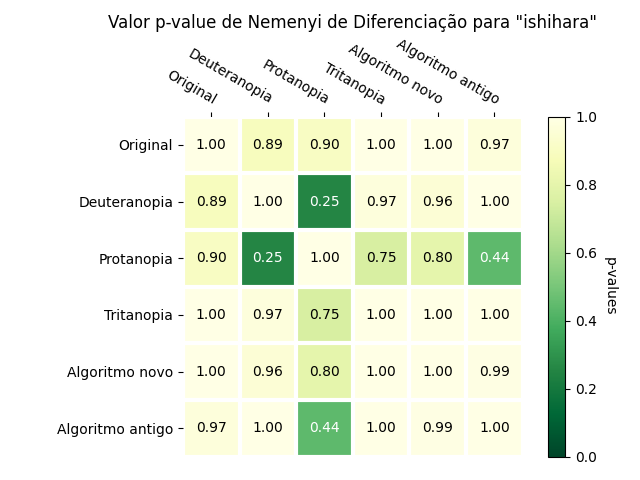 Valor p-value de Nemenyi de Diferenciação para "ishihara"
Original
Deuteranopia
Protanopia
Tritanopia
Algoritmo novo
Algoritmo antigo
Original 1.00 0.89 0.90 1.00 1.00 0.97
Deuteranopia 0.89 1.00 0.25 0.97 0.96 1.00
Protanopia 0.90 0.25 1.00 0.75 0.80 0.44
Tritanopia 1.00 0.97 0.75 1.00 1.00 1.00
Algoritmo novo 1.00 0.96 0.80 1.00 1.00 0.99
Algoritmo antigo 0.97 1.00 0.44 1.00 0.99 1.00
1.0
0.8
0.6
0.4
0.2
0.0
p-values